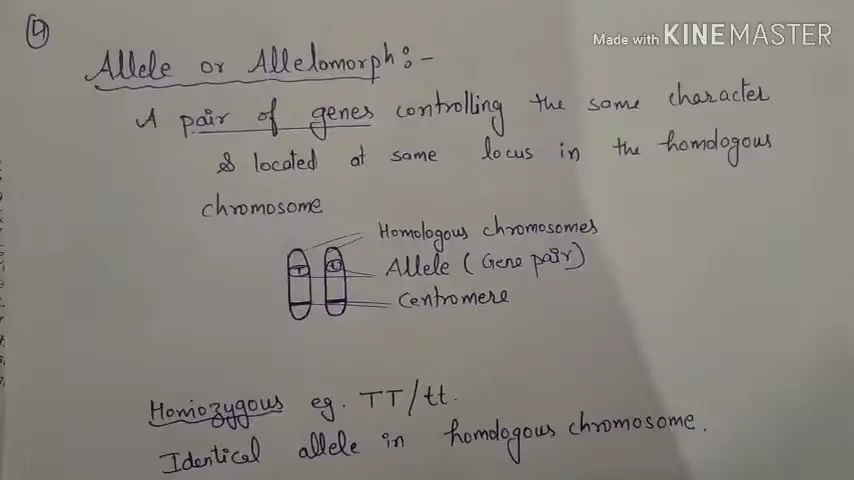 4
Made with KINEMASTER
Allele or Allelomorph :-
A pair of genes controlling the same character
& located at same locus in the homologous
chromosome
Homologous chromosomes
T t Allele (Gene pair)
Centromere
Homozygous eg. TT/tt.
Identical allele in homologous chromosome.